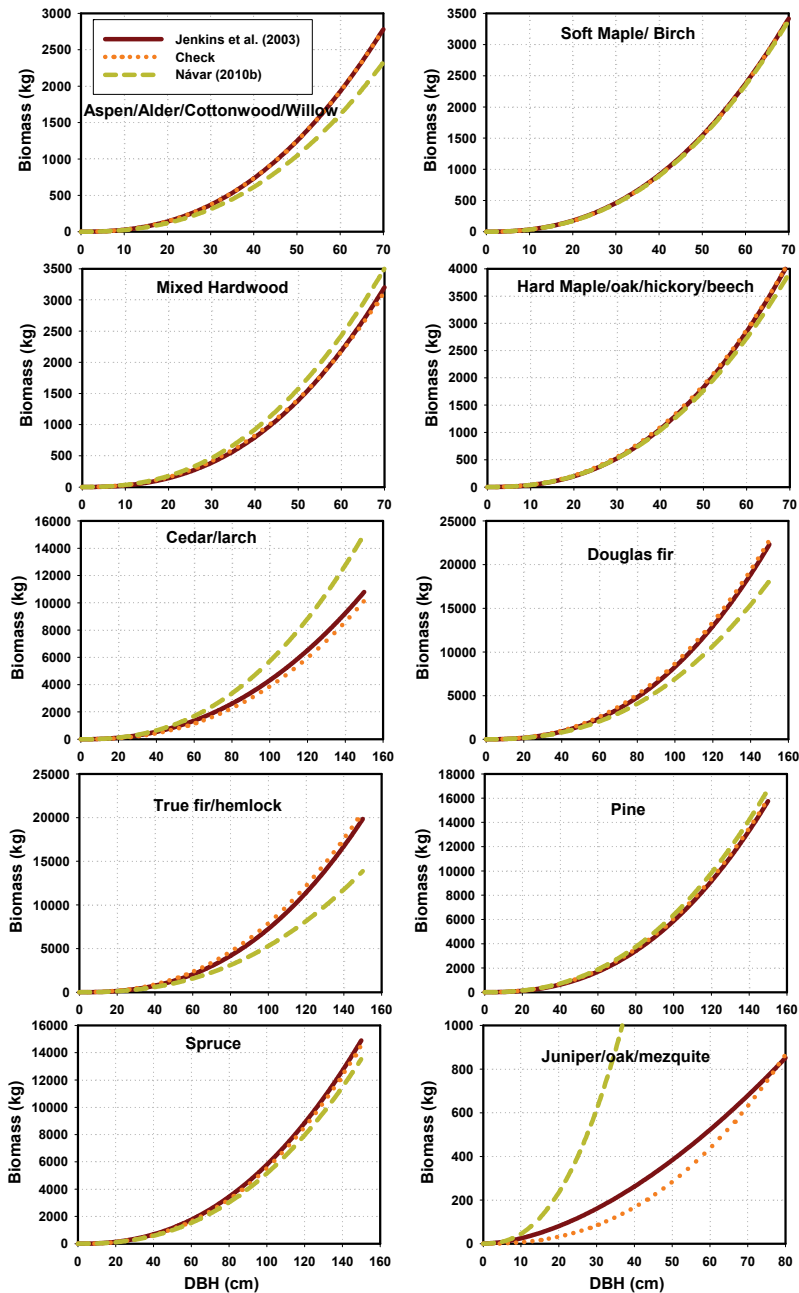 Biomass (kg)
3000
2500
2000
1500
1000
500
0
Jenkins et al. (2003)
Check
Návar (2010b)
Aspen/Alder/Cottonwood/Willow
0 10 20 30 40 50 60 70
Biomass (kg)
3500
3000
2500
2000
1500
1000
500
0
Soft Maple/ Birch
0 10 20 30 40 50 60 70
Biomass (kg)
3500
3000
2500
2000
1500
1000
500
0
Mixed Hardwood
0 10 20 30 40 50 60 70
Biomass (kg)
4000
3500
3000
2500
2000
1500
1000
500
0
Hard Maple/oak/hickory/beech
0 10 20 30 40 50 60 70
Biomass (kg)
16000
14000
12000
10000
8000
6000
4000
2000
0
Cedar/larch
0 20 40 60 80 100 120 140 160
Biomass (kg)
25000
20000
15000
10000
5000
0
Douglas fir
0 20 40 60 80 100 120 140 160
Biomass (kg)
25000
20000
15000
10000
5000
0
True fir/hemlock
0 20 40 60 80 100 120 140 160
Biomass (kg)
18000
16000
14000
12000
10000
8000
6000
4000
2000
0
Pine
0 20 40 60 80 100 120 140 160
Biomass (kg)
16000
14000
12000
10000
8000
6000
4000
2000
0
Spruce
0 20 40 60 80 100 120 140 160
DBH (cm)
Biomass (kg)
1000
800
600
400
200
0
Juniper/oak/mezquite
0 10 20 30 40 50 60 70 80
DBH (cm)